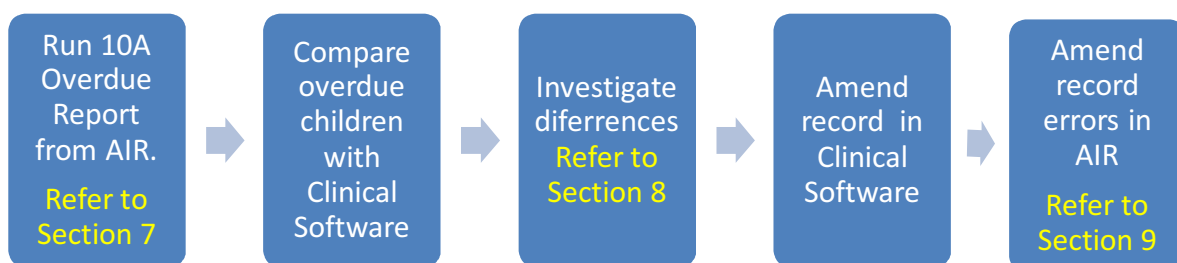 Run 10A
Overdue
Report
from AIR.
Refer to
Section 7
Compare
overdue
children
with
Clinical
Software
Investigate
diferrences
Refer to
Section 8
Amend
record in
Clinical
Software
Amend
record
errors in
AIR
Refer to
Section 9